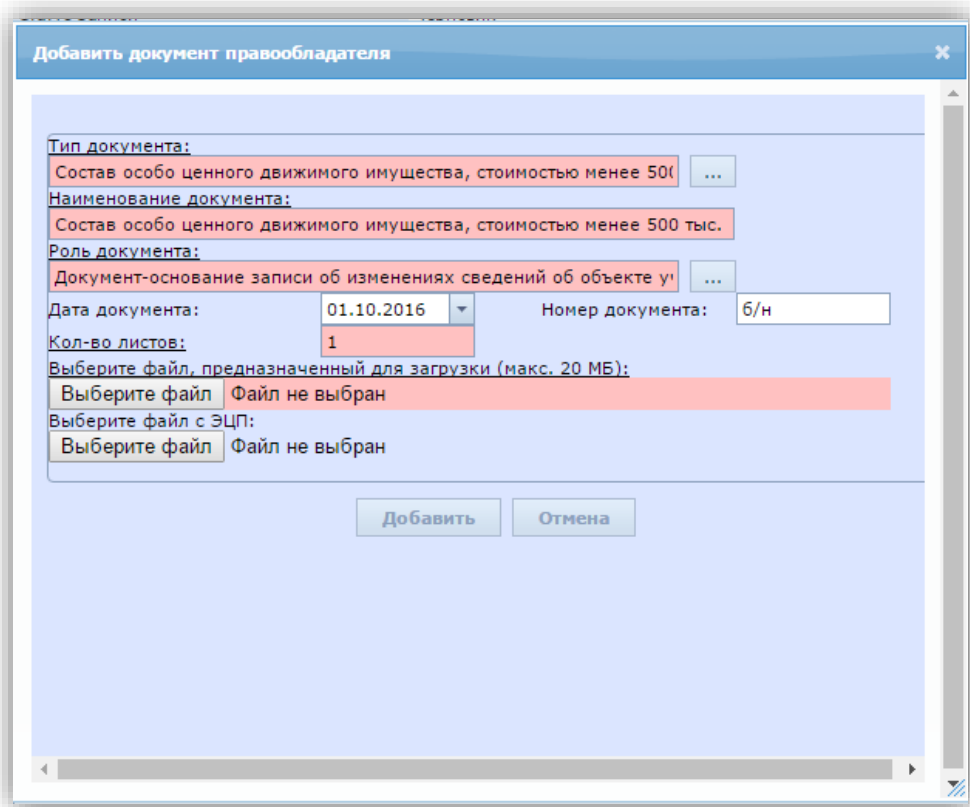 Добавить документ правообладателя
Тип документа:
Состав особо ценного движимого имущества, стоимостью менее 50 ...
Наименование документа:
Состав особо ценного движимого имущества, стоимостью менее 500 тыс.
Роль документа:
Документ-основание записи об изменениях сведений об объекте ...
Дата документа: 01.10.2016 Номер документа: б/н
Кол-во листов: 1
Выберите файл, предназначенный для загрузки (макс. 20 МБ):
Выберите файл Файл не выбран
Выберите файл с ЭЦП:
Выберите файл Файл не выбран
Добавить Отмена